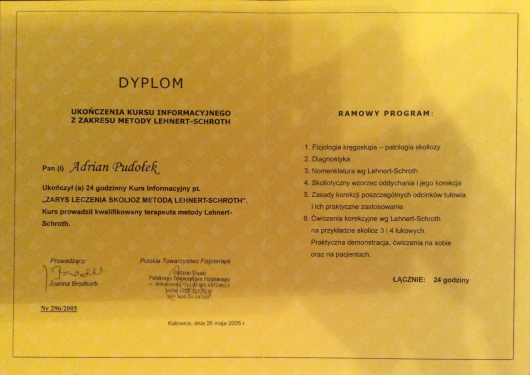 DYPLOM
UKOŃCZENIA KURSU INFORMACYJNEGO
Z ZAKRESU METODY LEHNERT-SCHROTH
Pan (i) Adrian Pudołek
Ukończył (a) 24 godzinny Kurs Informacyjny pt.
„ZARYS LECZENIA SKOLIOZ METODĄ LEHNERT-SCHROTH".
Kurs prowadził kwalifikowany terapeuta metody Lehnert-
Schroth.
Prowadzący: Polskie Towarzystwo Fizjoterapii
Joanna Brodkorb
Oddział Śląski
Polskiego Towarzystwa Fizjoterapii
Nr 296/2005
Katowice, dnia 26 maja 2005 r.
RAMOWY PROGRAM:
1. Fizjologia kręgosłupa – patologia skoliozy
2. Diagnostyka
3. Nomenklatura wg Lehnert-Schroth
4. Skoliotyczny wzorzec oddychania i jego korekcja
5. Zasady korekcji poszczególnych odcinków tułowia
i ich praktyczne zastosowanie
6. Ćwiczenia korekcyjne wg Lehnert-Schroth
na przykładzie skolioz 3 i 4 łukowych.
Praktyczna demonstracja, ćwiczenia na sobie
oraz na pacjentach.
ŁĄCZNIE: 24 godziny